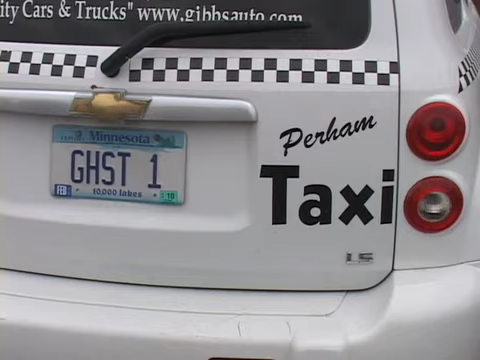 ity Cars & Trucks" www.gibbsauto.com
Perham
Taxi
Minnesota
GHST 1
FEB 10,000 lakes 10
LS